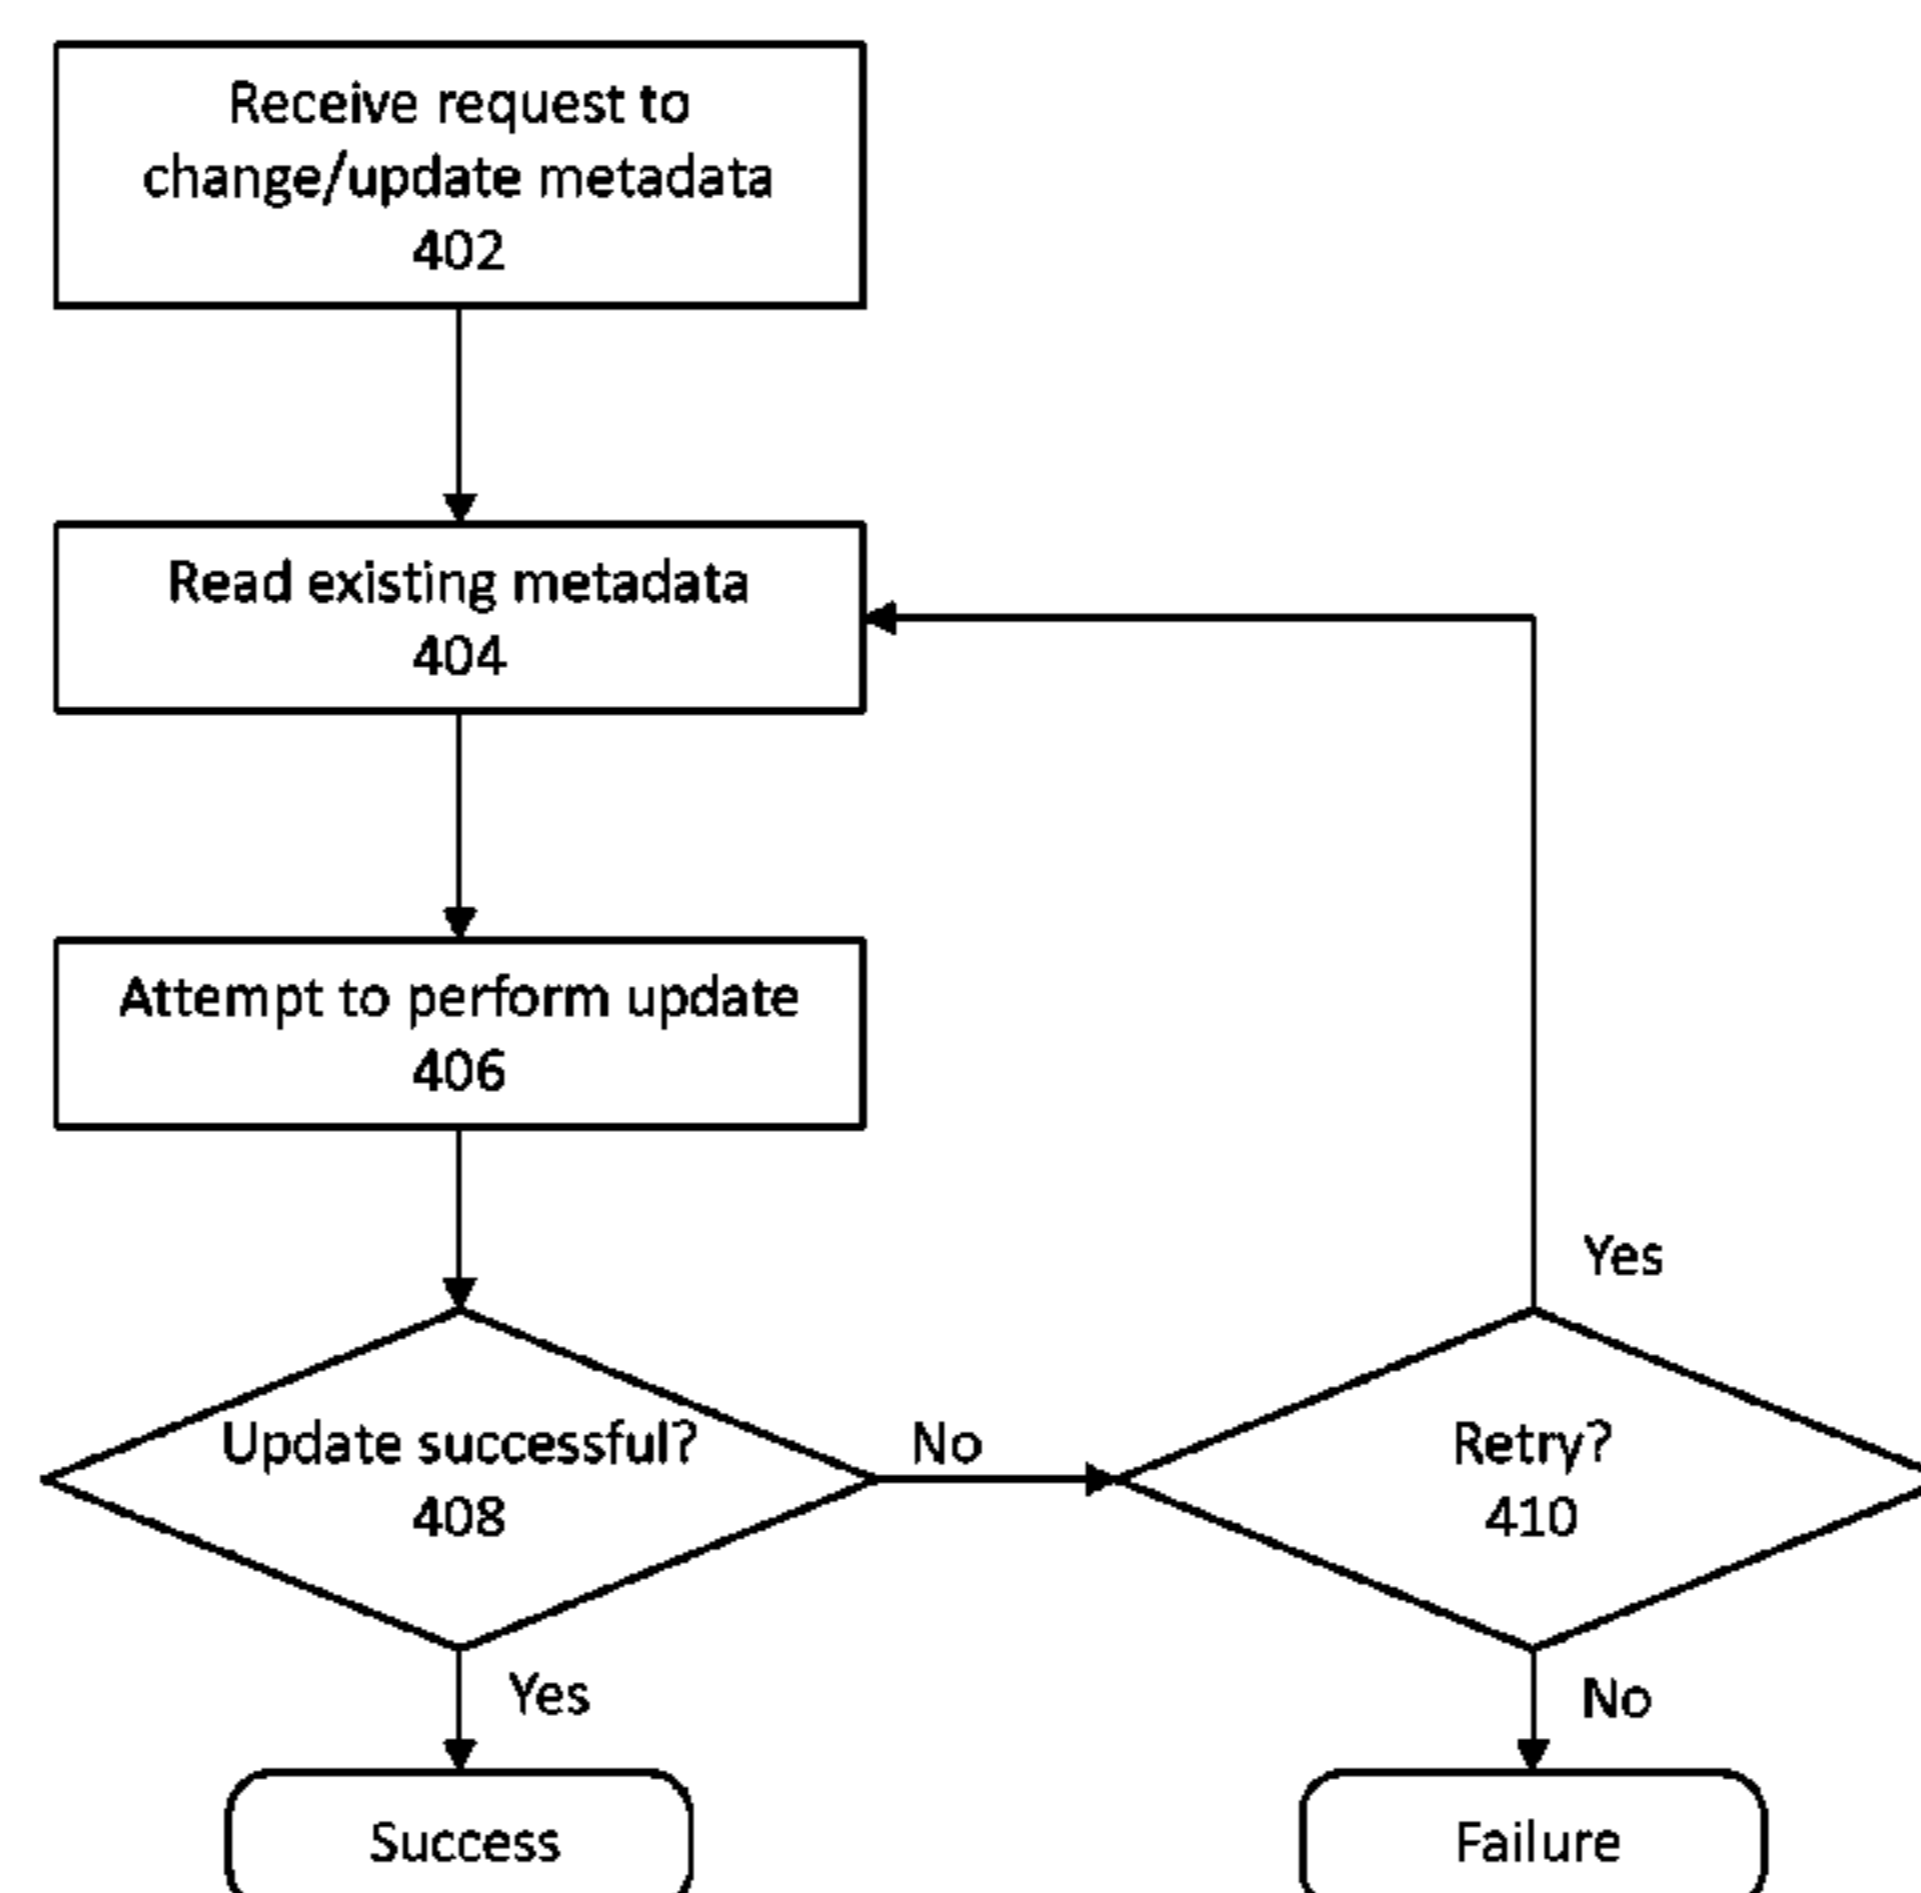 Receive request to
change/update metadata
402
Read existing metadata
404
Attempt to perform update
406
Yes
Update successful?
408
No
Retry?
410
Yes
No
Success
Failure